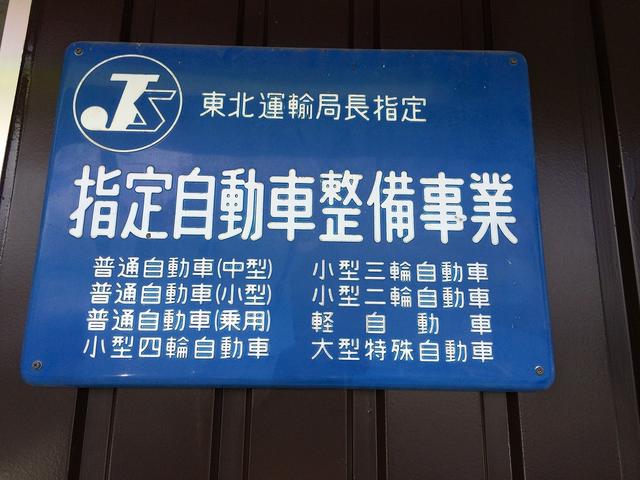 JS
東北運輸局長指定
指定自動車整備事業
普通自動車(中型)
普通自動車(小型)
普通自動車(乗用)
小型四輪自動車
小型三輪自動車
小型二輪自動車
軽自動車
大型特殊自動車